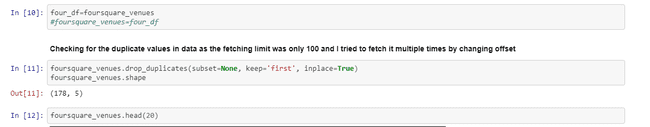 In [10]: four_df=foursquare_venues
#foursquare_venues=four_df
Checking for the duplicate values in data as the fetching limit was only 100 and I tried to fetch it multiple times by changing offset
In [11]: foursquare_venues.drop_duplicates(subset=None, keep='first', inplace=True)
foursquare_venues.shape
Out[11]: (178, 5)
In [12]: foursquare_venues.head(20)